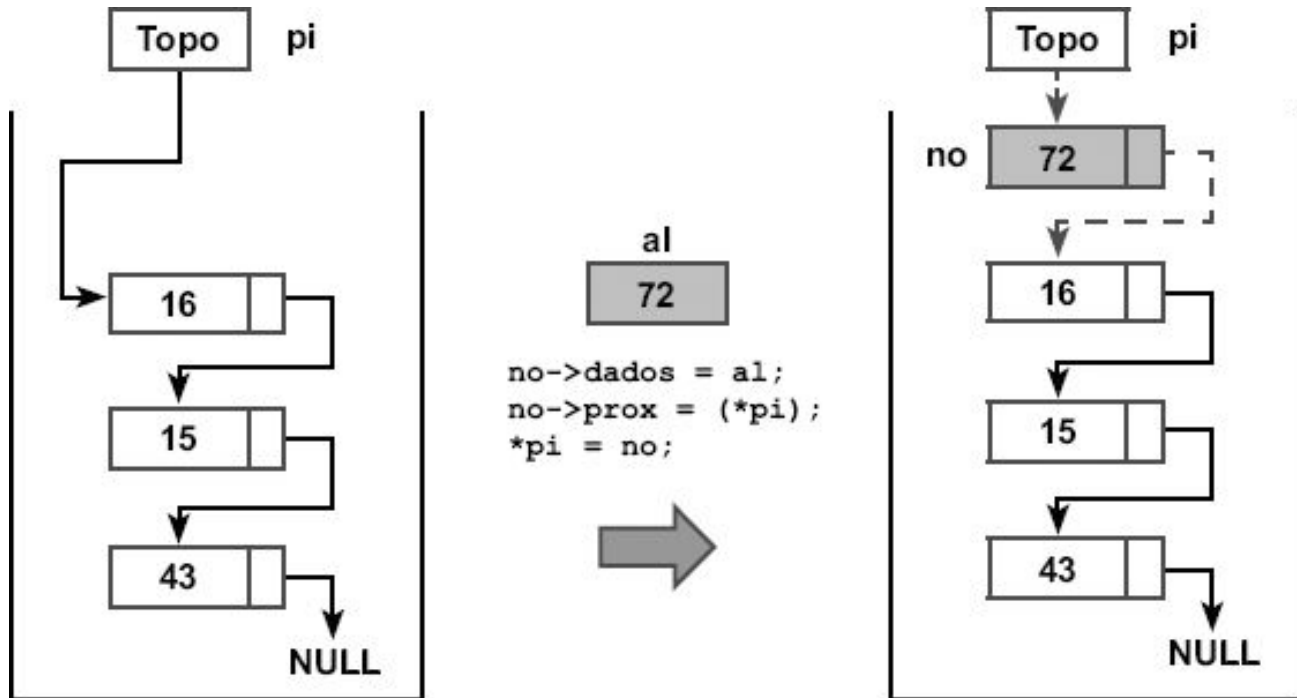 Topo pi
16
15
43
NULL
al
72
no->dados = al;
no->prox = (*pi);
*pi = no;
Topo pi
no 72
16
15
43
NULL